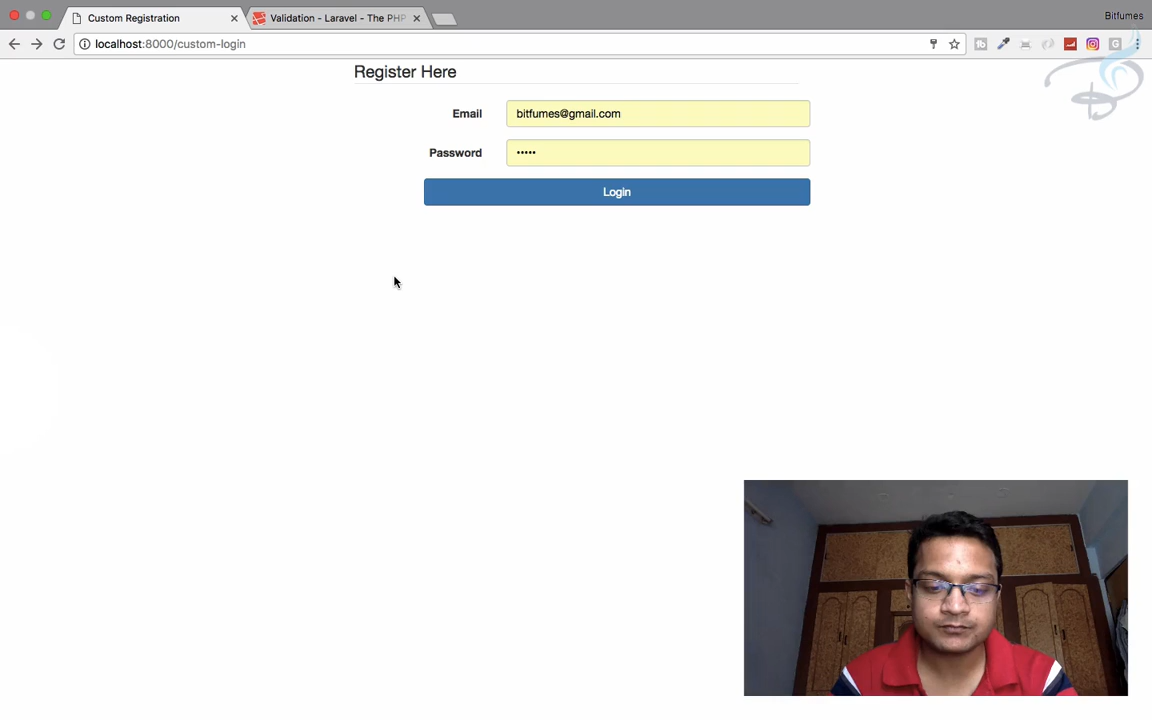 Custom Registration
Validation - Laravel - The PHP
Bitfumes
localhost:8000/custom-login
Register Here
Email
bitfumes@gmail.com
Password
•••••
Login